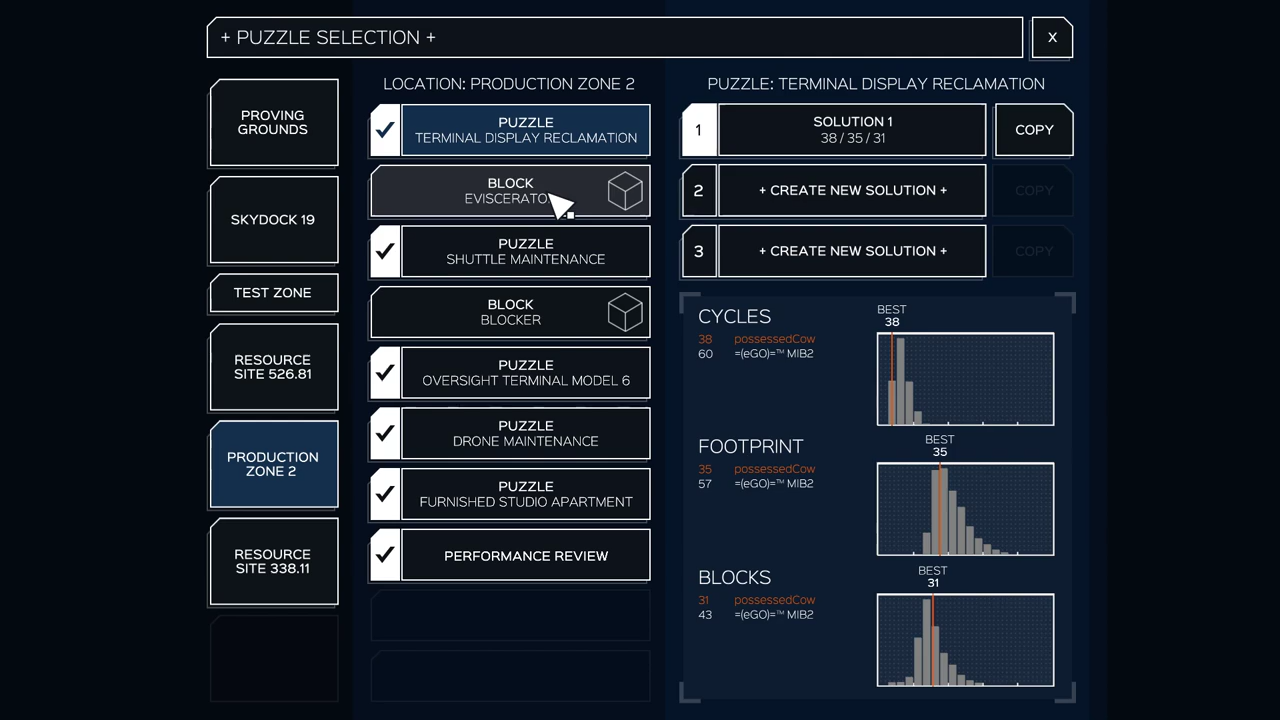 + PUZZLE SELECTION +
X
PROVING
GROUNDS
SKYDOCK 19
TEST ZONE
RESOURCE
SITE 526.81
PRODUCTION
ZONE 2
RESOURCE
SITE 338.11
LOCATION: PRODUCTION ZONE 2
PUZZLE
TERMINAL DISPLAY RECLAMATION
BLOCK
PUZZLE
SHUTTLE MAINTENANCE
BLOCK
BLOCKER
PUZZLE
OVERSIGHT TERMINAL MODEL 6
PUZZLE
DRONE MAINTENANCE
PUZZLE
FURNISHED STUDIO APARTMENT
PERFORMANCE REVIEW
PUZZLE: TERMINAL DISPLAY RECLAMATION
1
SOLUTION 1
38 / 35 / 31
COPY
2
+ CREATE NEW SOLUTION +
COPY
3
+ CREATE NEW SOLUTION +
COPY
CYCLES
38 possessedCow
60 =(eGO)=™ MIB2
BEST
38
FOOTPRINT
35 possessedCow
57 =(eGO)=™ MIB2
BEST
35
BLOCKS
31 possessedCow
43 =(eGO)=™ MIB2
BEST
31